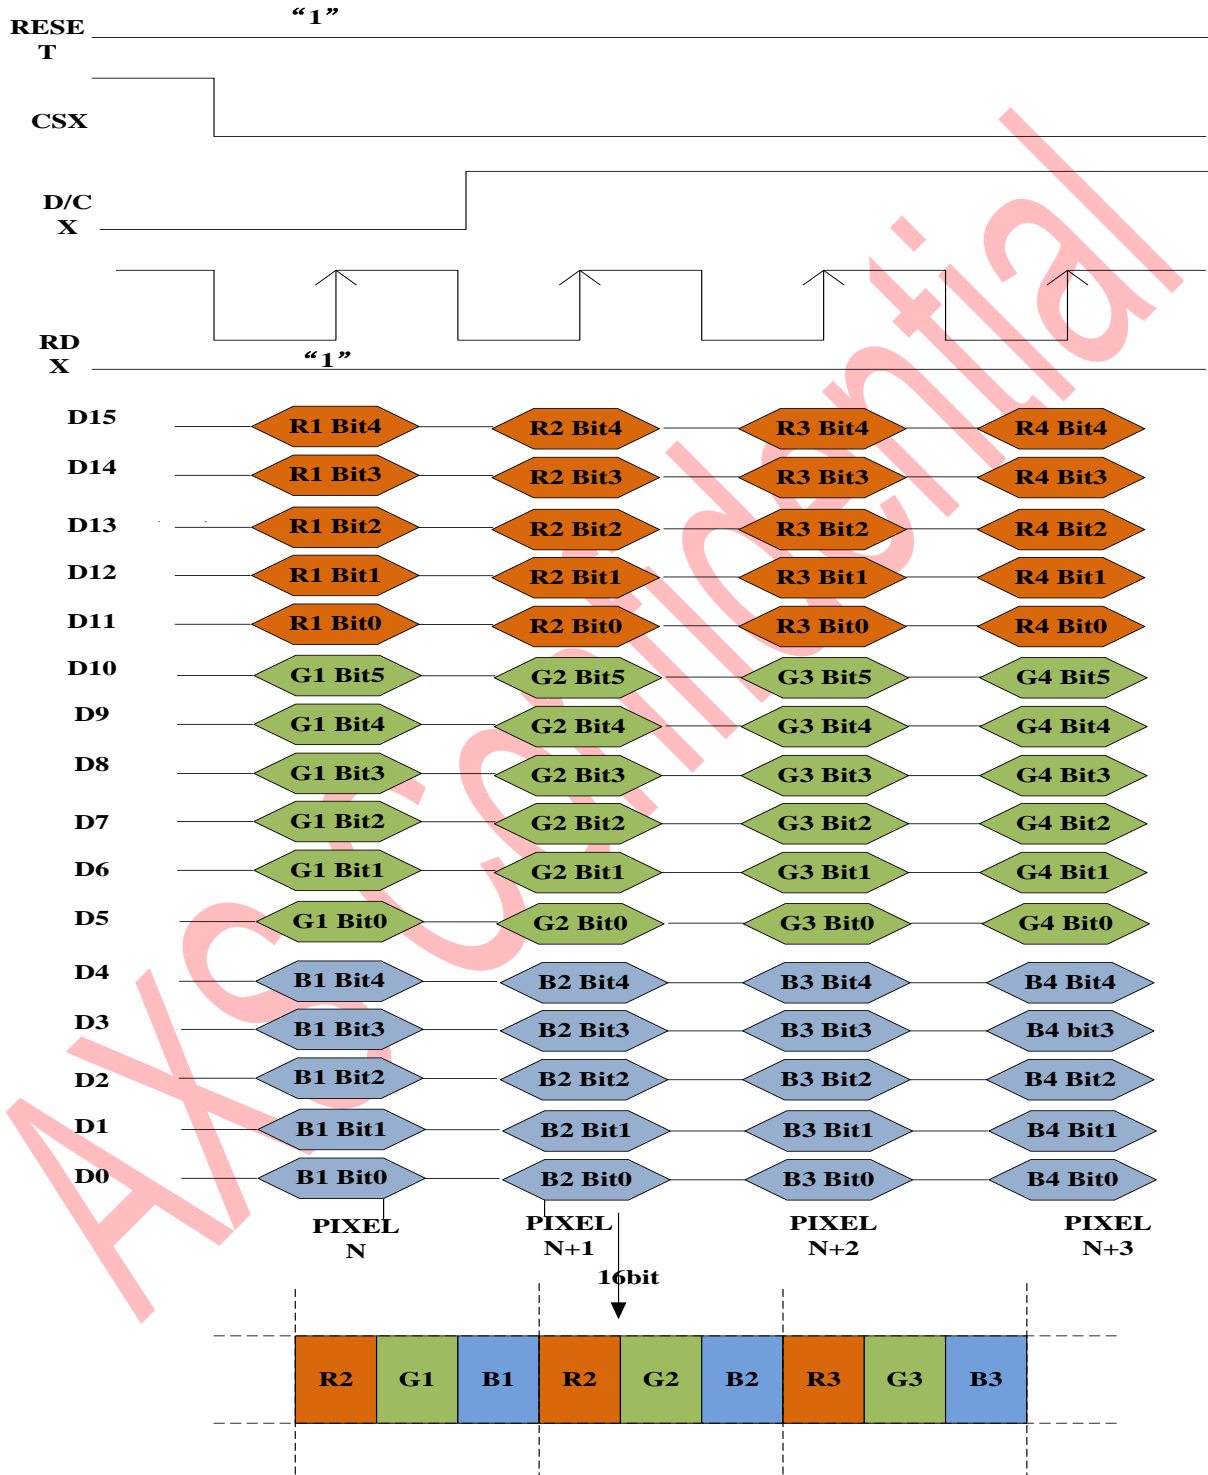 “1”
RESE
T
CSX
D/C
X
RD
X
“1”
D15 R1 Bit4 R2 Bit4 R3 Bit4 R4 Bit4
D14 R1 Bit3 R2 Bit3 R3 Bit3 R4 Bit3
D13 R1 Bit2 R2 Bit2 R3 Bit2 R4 Bit2
D12 R1 Bit1 R2 Bit1 R3 Bit1 R4 Bit1
D11 R1 Bit0 R2 Bit0 R3 Bit0 R4 Bit0
D10 G1 Bit5 G2 Bit5 G3 Bit5 G4 Bit5
D9 G1 Bit4 G2 Bit4 G3 Bit4 G4 Bit4
D8 G1 Bit3 G2 Bit3 G3 Bit3 G4 Bit3
D7 G1 Bit2 G2 Bit2 G3 Bit2 G4 Bit2
D6 G1 Bit1 G2 Bit1 G3 Bit1 G4 Bit1
D5 G1 Bit0 G2 Bit0 G3 Bit0 G4 Bit0
D4 B1 Bit4 B2 Bit4 B3 Bit4 B4 Bit4
D3 B1 Bit3 B2 Bit3 B3 Bit3 B4 bit3
D2 B1 Bit2 B2 Bit2 B3 Bit2 B4 Bit2
D1 B1 Bit1 B2 Bit1 B3 Bit1 B4 Bit1
D0 B1 Bit0 B2 Bit0 B3 Bit0 B4 Bit0
PIXEL N
PIXEL N+1
PIXEL N+2
PIXEL N+3
16bit
R2 G1 B1 R2 G2 B2 R3 G3 B3
AXS Confidential